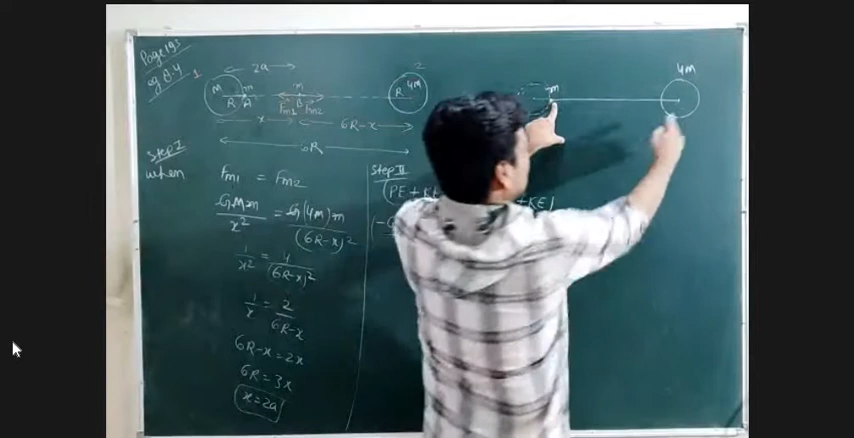 Page 193
eg 8.4
1
2a
2
M
R
m
A
m
B
Fm1
Fm2
R
4M
x
6R-x
6R
Step I
when
Fm1 = Fm2
GMm/x² = G(4M)m/(6R-x)²
1/x² = 4/(6R-x)²
1/x = 2/6R-x
6R-x = 2x
6R = 3x
x = 2a
Step II
(PE + K
+KE)
(-G
m
4M